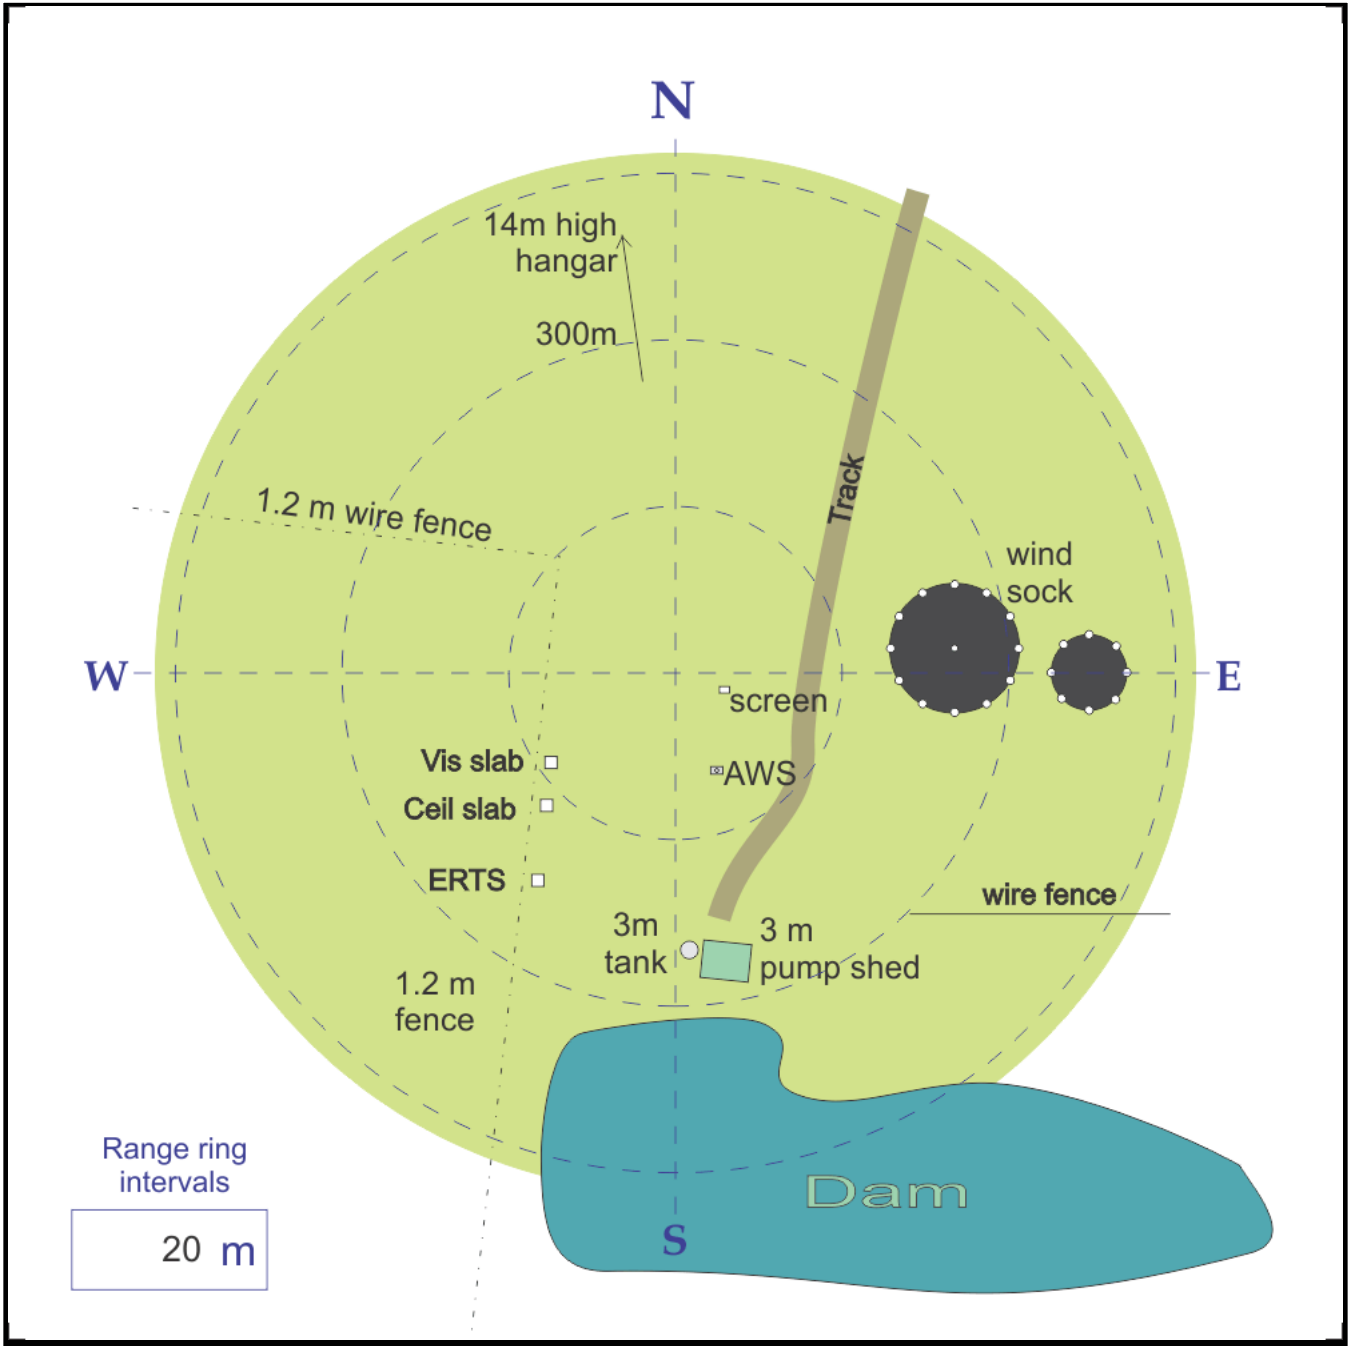 N
14m high
hangar
300m
1.2 m wire fence
Track
wind
sock
W
E
screen
Vis slab
AWS
Ceil slab
ERTS
wire fence
3m
tank
3 m
pump shed
1.2 m
fence
Range ring
intervals
Dam
S
20 m